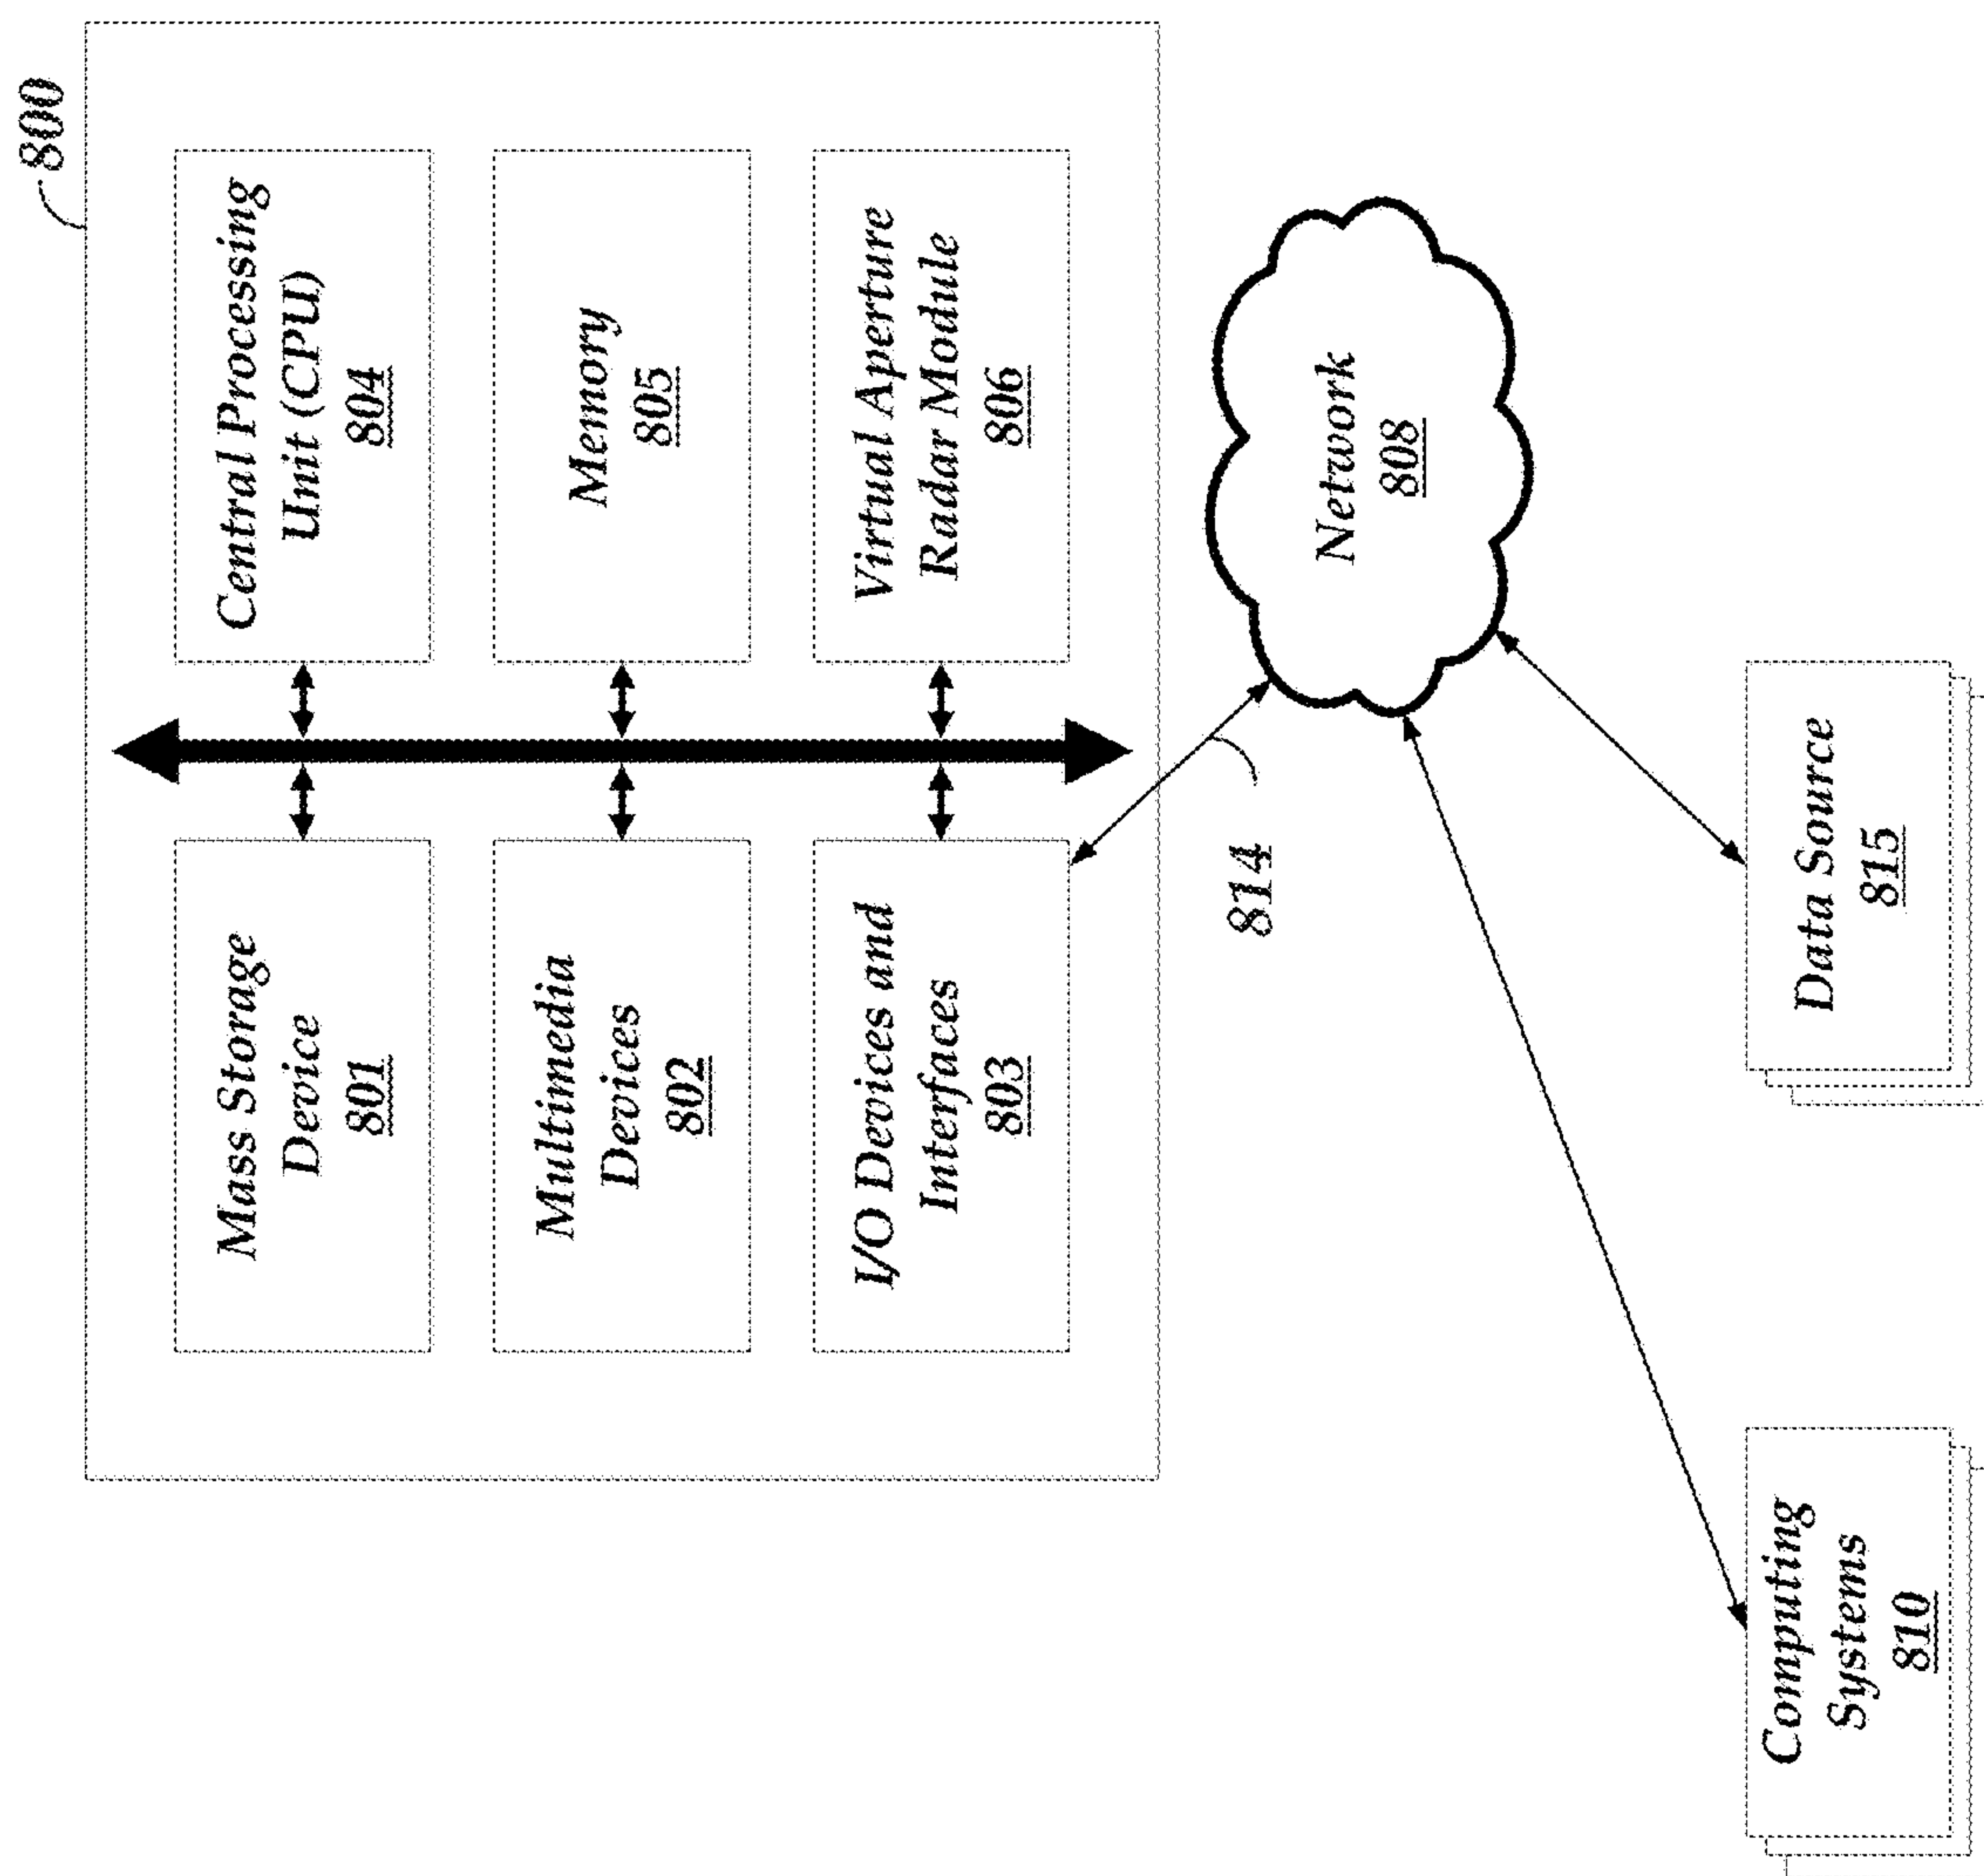 800
Mass Storage
Device
801
Central Processing
Unit (CPU)
804
Multimedia
Devices
802
Memory
805
I/O Devices and
Interfaces
803
Virtual Aperture
Radar Module
806
814
Network
808
Computing
Systems
810
Data Source
815